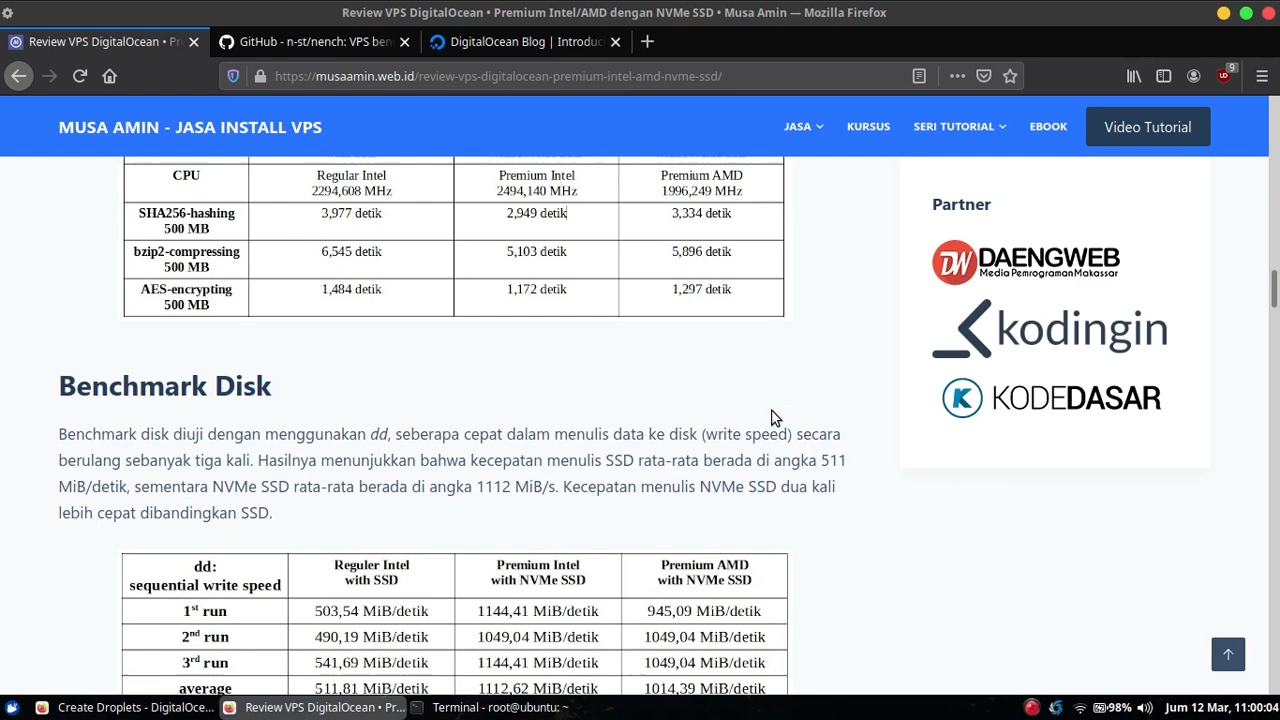 Review VPS DigitalOcean • Premium Intel/AMD dengan NVMe SSD • Musa Amin — Mozilla Firefox
Review VPS DigitalOcean • Pr
GitHub - n-st/nench: VPS ben
DigitalOcean Blog | Introduc
https://musaamin.web.id/review-vps-digitalocean-premium-intel-amd-nvme-ssd/
9
MUSA AMIN - JASA INSTALL VPS
JASA
KURSUS
SERI TUTORIAL
EBOOK
Video Tutorial
CPU
Regular Intel
2294,608 MHz
Premium Intel
2494,140 MHz
Premium AMD
1996,249 MHz
SHA256-hashing
500 MB
3,977 detik
2,949 detik
3,334 detik
bzip2-compressing
500 MB
6,545 detik
5,103 detik
5,896 detik
AES-encrypting
500 MB
1,484 detik
1,172 detik
1,297 detik
Partner
DW DAENGWEB
Media Pemrograman Makassar
kodingin
K KODEDASAR
Benchmark Disk
Benchmark disk diuji dengan menggunakan dd, seberapa cepat dalam menulis data ke disk (write speed) secara
berulang sebanyak tiga kali. Hasilnya menunjukkan bahwa kecepatan menulis SSD rata-rata berada di angka 511
MiB/detik, sementara NVMe SSD rata-rata berada di angka 1112 MiB/s. Kecepatan menulis NVMe SSD dua kali
lebih cepat dibandingkan SSD.
dd:
sequential write speed
Reguler Intel
with SSD
Premium Intel
with NVMe SSD
Premium AMD
with NVMe SSD
1st run
503,54 MiB/detik
1144,41 MiB/detik
945,09 MiB/detik
2nd run
490,19 MiB/detik
1049,04 MiB/detik
1049,04 MiB/detik
3rd run
541,69 MiB/detik
1144,41 MiB/detik
1049,04 MiB/detik
average
511,81 MiB/detik
1112,62 MiB/detik
1014,39 MiB/detik
Create Droplets - DigitalOce...
Review VPS DigitalOcean • Pr...
Terminal - root@ubuntu: ~
98%
Jum 12 Mar, 11:00:04